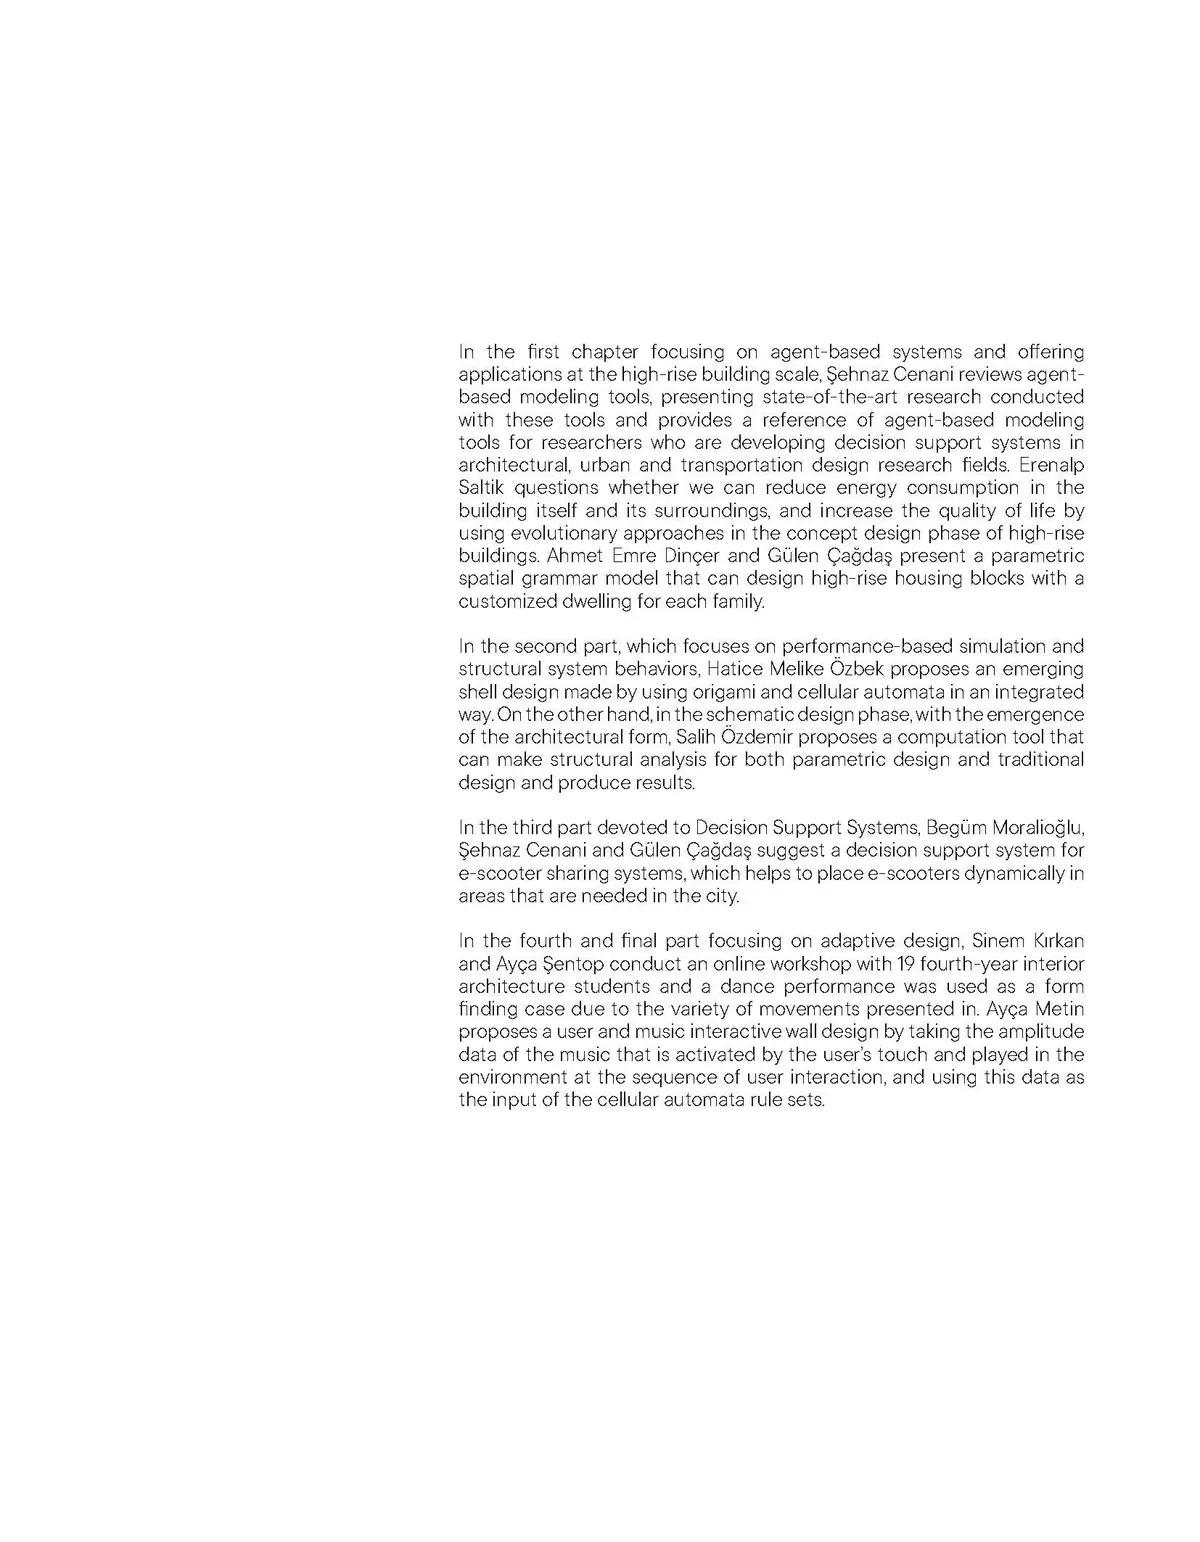 In the first chapter focusing on agent-based systems and offering
applications at the high-rise building scale, Şehnaz Cenani reviews agent-
based modeling tools, presenting state-of-the-art research conducted
with these tools and provides a reference of agent-based modeling
tools for researchers who are developing decision support systems in
architectural, urban and transportation design research fields. Erenalp
Saltik questions whether we can reduce energy consumption in the
building itself and its surroundings, and increase the quality of life by
using evolutionary approaches in the concept design phase of high-rise
buildings. Ahmet Emre Dinçer and Gülen Çağdaş present a parametric
spatial grammar model that can design high-rise housing blocks with a
customized dwelling for each family.
In the second part, which focuses on performance-based simulation and
structural system behaviors, Hatice Melike Özbek proposes an emerging
shell design made by using origami and cellular automata in an integrated
way. On the other hand, in the schematic design phase, with the emergence
of the architectural form, Salih Özdemir proposes a computation tool that
can make structural analysis for both parametric design and traditional
design and produce results.
In the third part devoted to Decision Support Systems, Begüm Moralioğlu,
Şehnaz Cenani and Gülen Çağdaş suggest a decision support system for
e-scooter sharing systems, which helps to place e-scooters dynamically in
areas that are needed in the city.
In the fourth and final part focusing on adaptive design, Sinem Kırkan
and Ayça Şentop conduct an online workshop with 19 fourth-year interior
architecture students and a dance performance was used as a form
finding case due to the variety of movements presented in. Ayça Metin
proposes a user and music interactive wall design by taking the amplitude
data of the music that is activated by the user's touch and played in the
environment at the sequence of user interaction, and using this data as
the input of the cellular automata rule sets.